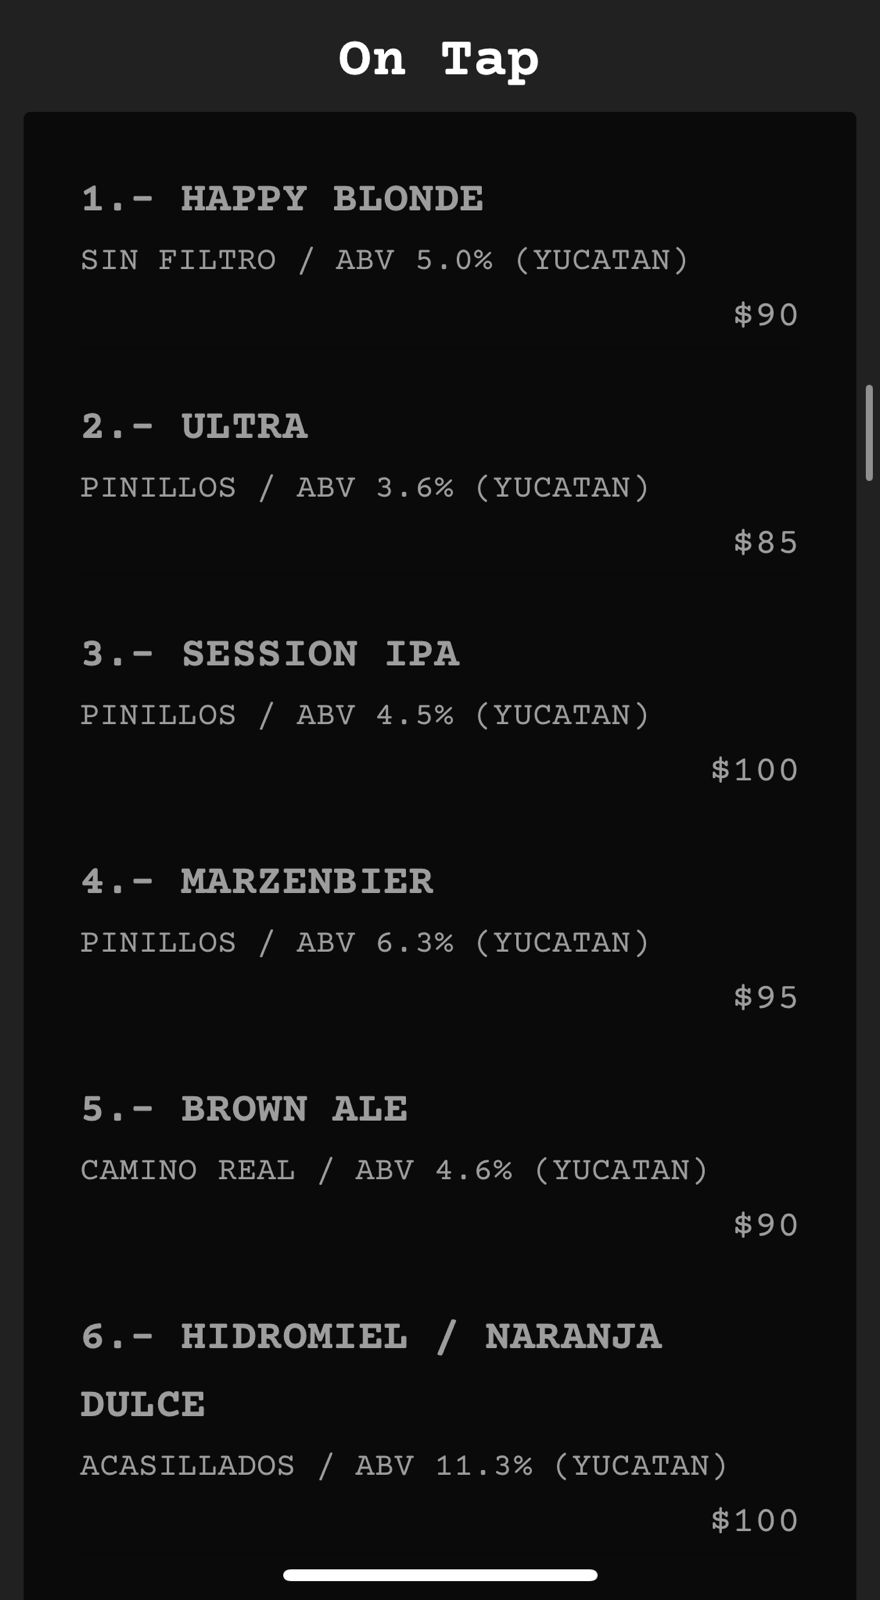 On Tap
1.- HAPPY BLONDE
SIN FILTRO / ABV 5.0% (YUCATAN)
$90
2.- ULTRA
PINILLOS / ABV 3.6% (YUCATAN)
$85
3.- SESSION IPA
PINILLOS / ABV 4.5% (YUCATAN)
$100
4.- MARZENBIER
PINILLOS / ABV 6.3% (YUCATAN)
$95
5.- BROWN ALE
CAMINO REAL / ABV 4.6% (YUCATAN)
$90
6.- HIDROMIEL / NARANJA
DULCE
ACASILLADOS / ABV 11.3% (YUCATAN)
$100